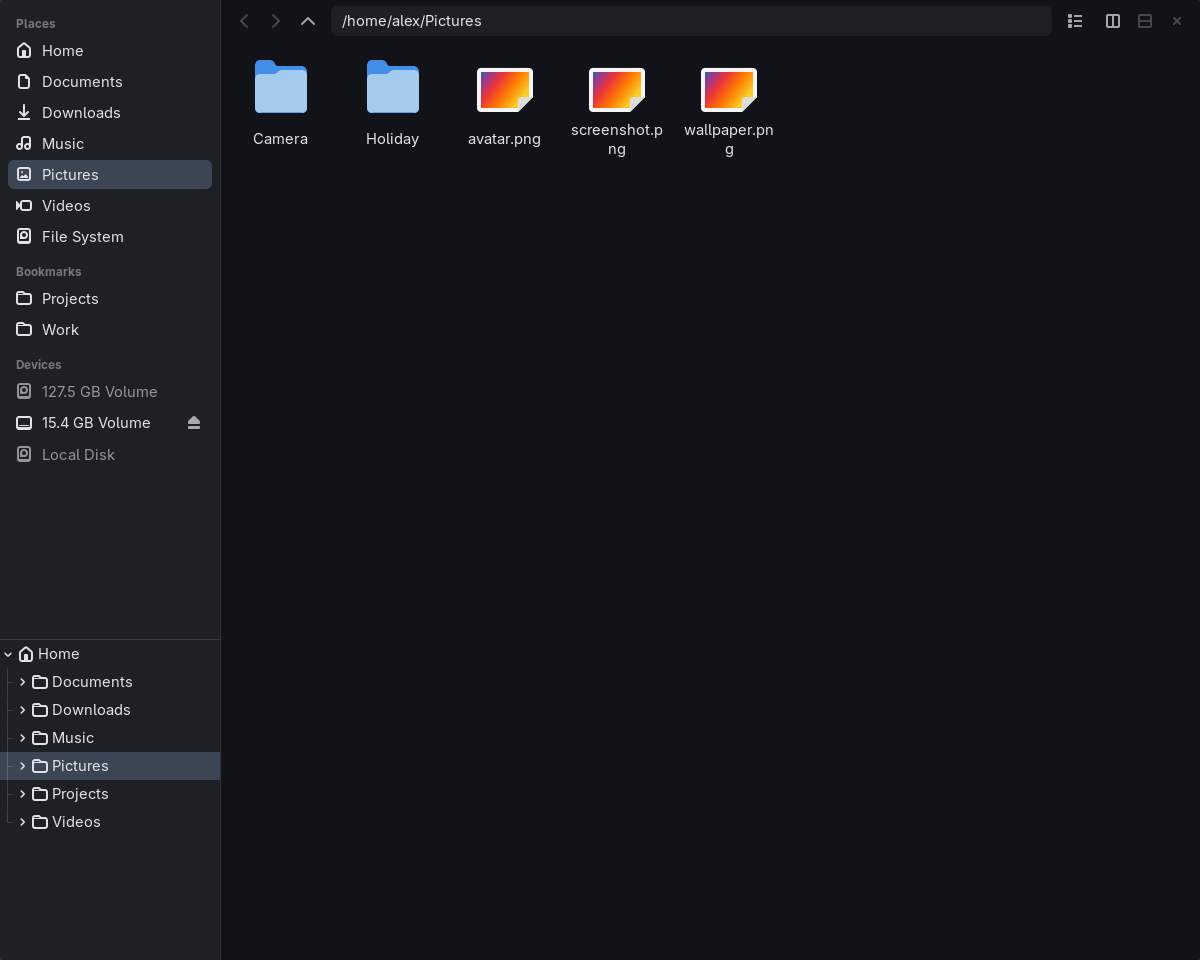 Places
Home
Documents
Downloads
Music
Pictures
Videos
File System
Bookmarks
Projects
Work
Devices
127.5 GB Volume
15.4 GB Volume
Local Disk
Home
Documents
Downloads
Music
Pictures
Projects
Videos
/home/alex/Pictures
Camera
Holiday
avatar.png
screenshot.p
ng
wallpaper.pn
g